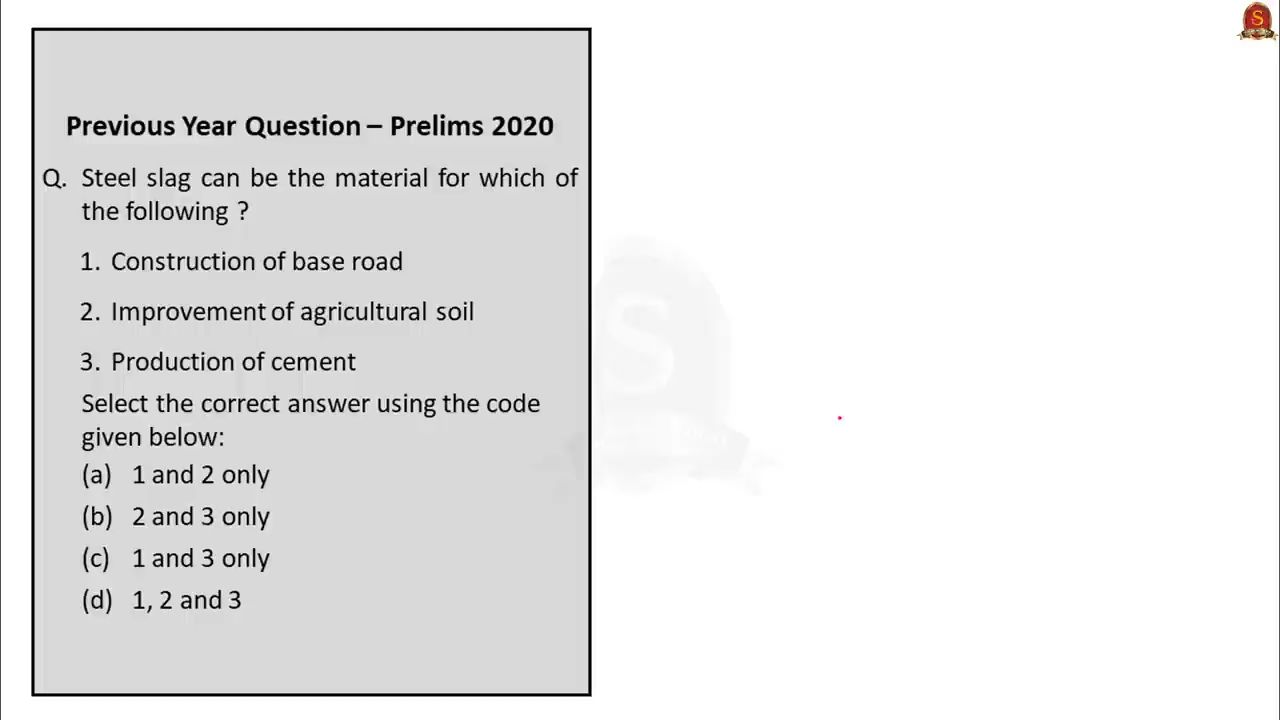 Previous Year Question – Prelims 2020
Q. Steel slag can be the material for which of
the following ?
1. Construction of base road
2. Improvement of agricultural soil
3. Production of cement
Select the correct answer using the code
given below:
(a) 1 and 2 only
(b) 2 and 3 only
(c) 1 and 3 only
(d) 1, 2 and 3
S
S